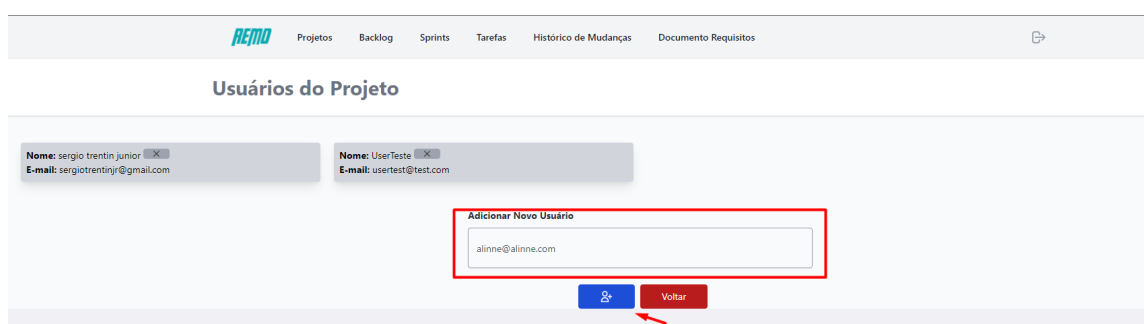 REMO Projetos Backlog Sprints Tarefas Histórico de Mudanças Documento Requisitos
Usuários do Projeto
Nome: sergio trentin junior
E-mail: sergiotrentinjr@gmail.com
Nome: UserTeste
E-mail: usertest@test.com
Adicionar Novo Usuário
alinne@alinne.com
Voltar